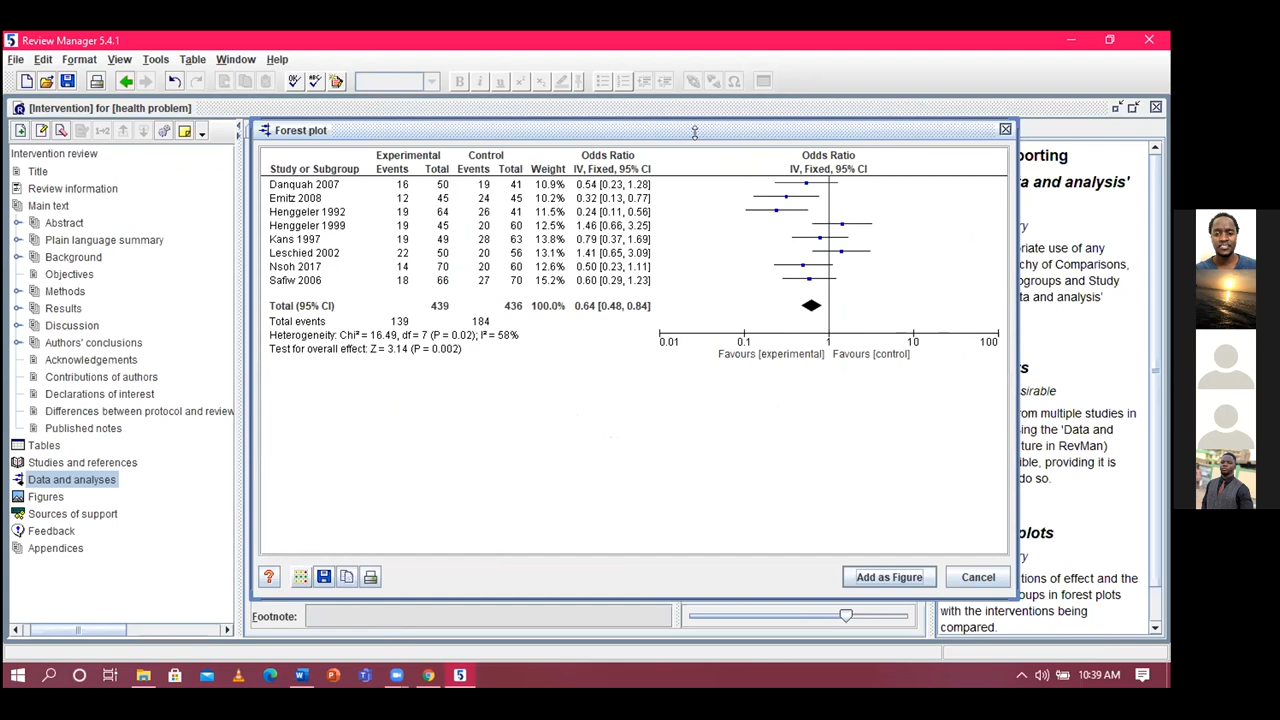 Review Manager 5.4.1
File Edit Format View Tools Table Window Help
[Intervention] for [health problem]
Intervention review
Title
Review information
Main text
Abstract
Plain language summary
Background
Objectives
Methods
Results
Discussion
Authors' conclusions
Acknowledgements
Contributions of authors
Declarations of interest
Differences between protocol and review
Published notes
Tables
Studies and references
Data and analyses
Figures
Sources of support
Feedback
Appendices
Forest plot
Experimental Control Odds Ratio Odds Ratio
Study or Subgroup Events Total Events Total Weight IV, Fixed, 95% CI IV, Fixed, 95% CI
Danquah 2007 16 50 19 41 10.9% 0.54 [0.23, 1.28]
Ernitz 2008 12 45 24 45 10.3% 0.32 [0.13, 0.77]
Henggeler 1992 19 64 26 41 11.5% 0.24 [0.11, 0.56]
Henggeler 1999 19 45 20 60 12.6% 1.46 [0.66, 3.25]
Kans 1997 19 49 28 63 13.8% 0.79 [0.37, 1.69]
Leschied 2002 22 50 20 56 13.1% 1.41 [0.65, 3.09]
Nsoh 2017 14 70 20 60 12.6% 0.50 [0.23, 1.11]
Safiw 2006 18 66 27 70 15.2% 0.60 [0.29, 1.23]
Total (95% CI) 439 436 100.0% 0.64 [0.48, 0.84]
Total events 139 184
Heterogeneity: Chi² = 16.49, df = 7 (P = 0.02); I² = 58%
Test for overall effect: Z = 3.14 (P = 0.002)
0.01 0.1 1 10 100
Favours [experimental] Favours [control]
Add as Figure Cancel
Footnote:
porting
a and analysis'
ry
riate use of any
chy of Comparisons,
ogroups and Study
ta and analysis'
rs
sirable
rom multiple studies in
sing the 'Data and
ture in RevMan)
ible, providing it is
do so.
plots
ry
tions of effect and the
oups in forest plots
with the interventions being
compared.
10:39 AM